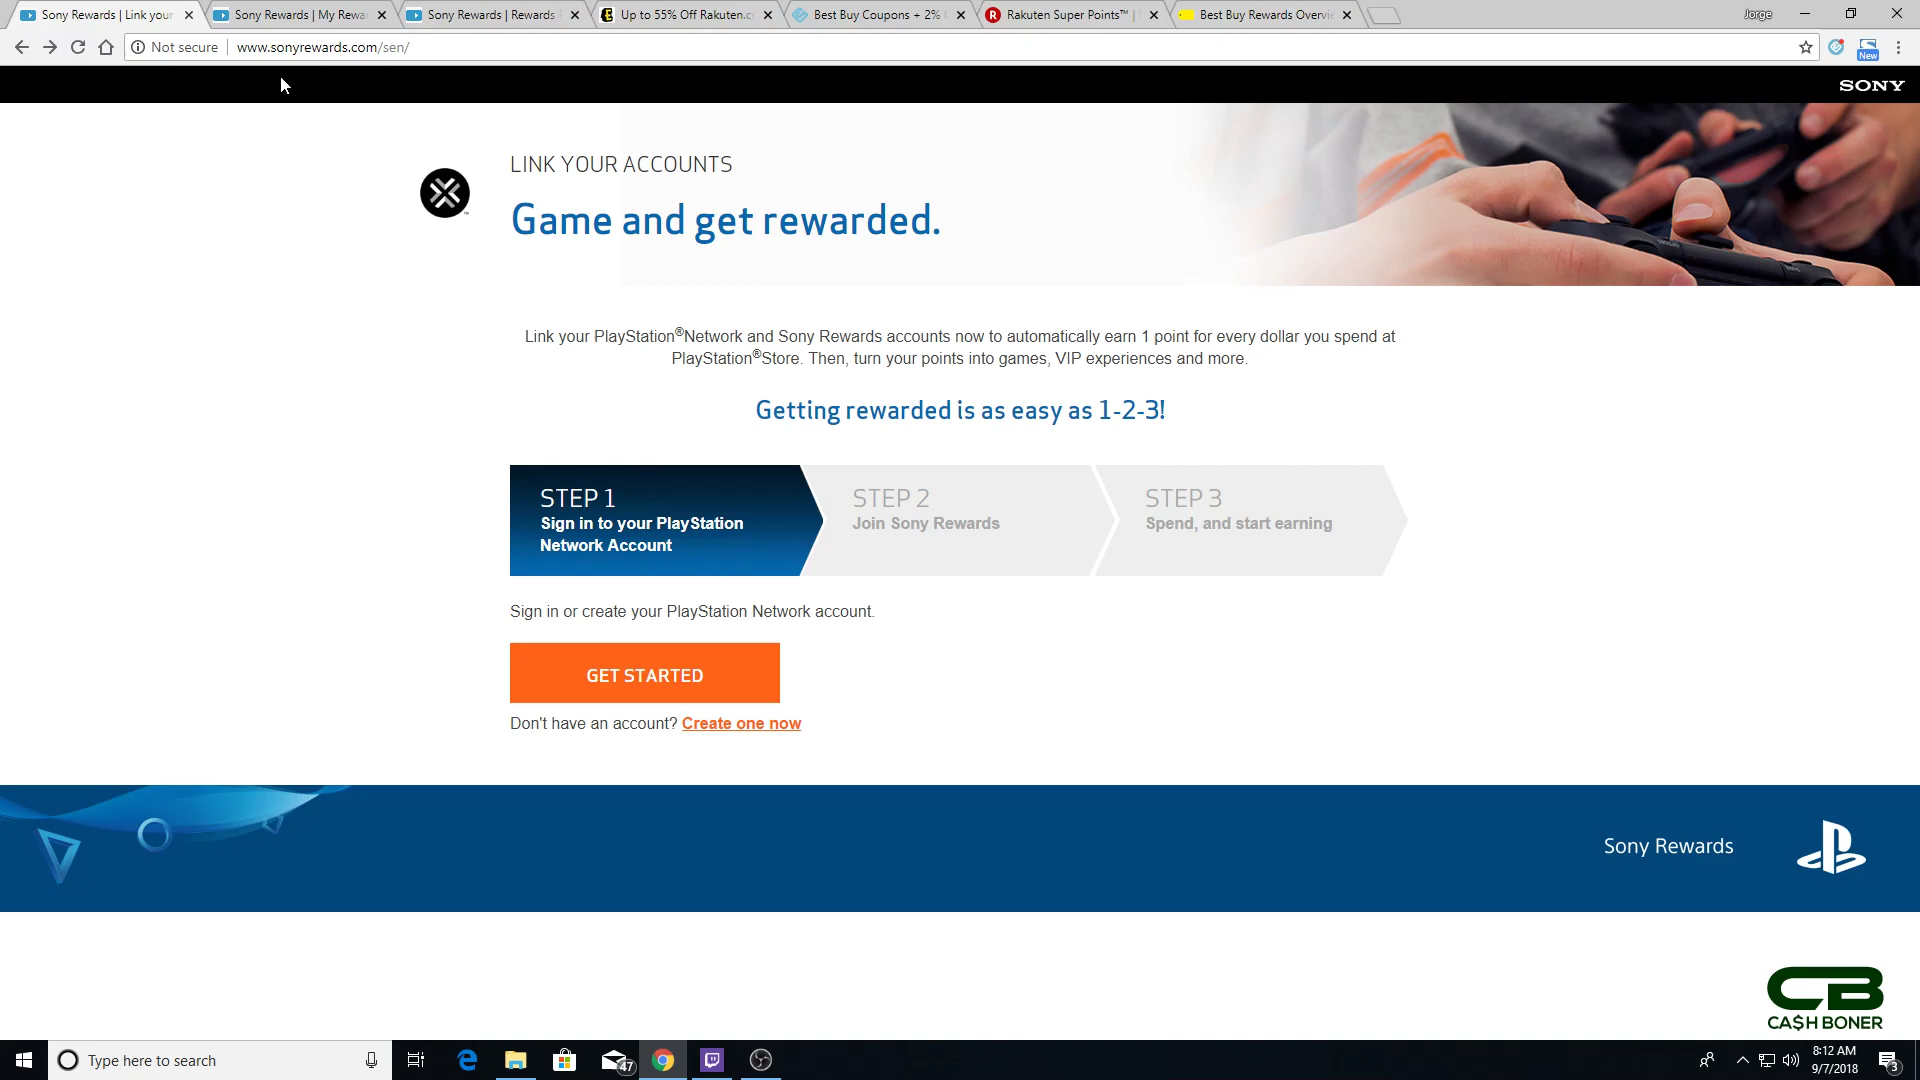 Sony Rewards | Link your
Sony Rewards | My Rewa
Sony Rewards | Rewards
Up to 55% Off Rakuten.c
Best Buy Coupons + 2%
Rakuten Super Points™ |
Best Buy Rewards Overvi
Jorge
Not secure
www.sonyrewards.com/sen/
New
SONY
LINK YOUR ACCOUNTS
Game and get rewarded.
Link your PlayStation®Network and Sony Rewards accounts now to automatically earn 1 point for every dollar you spend at
PlayStation®Store. Then, turn your points into games, VIP experiences and more.
Getting rewarded is as easy as 1-2-3!
STEP 1
Sign in to your PlayStation
Network Account
STEP 2
Join Sony Rewards
STEP 3
Spend, and start earning
Sign in or create your PlayStation Network account.
GET STARTED
Don't have an account? Create one now
Sony Rewards
CB
CA$H BONER
Type here to search
47
8:12 AM
9/7/2018
3